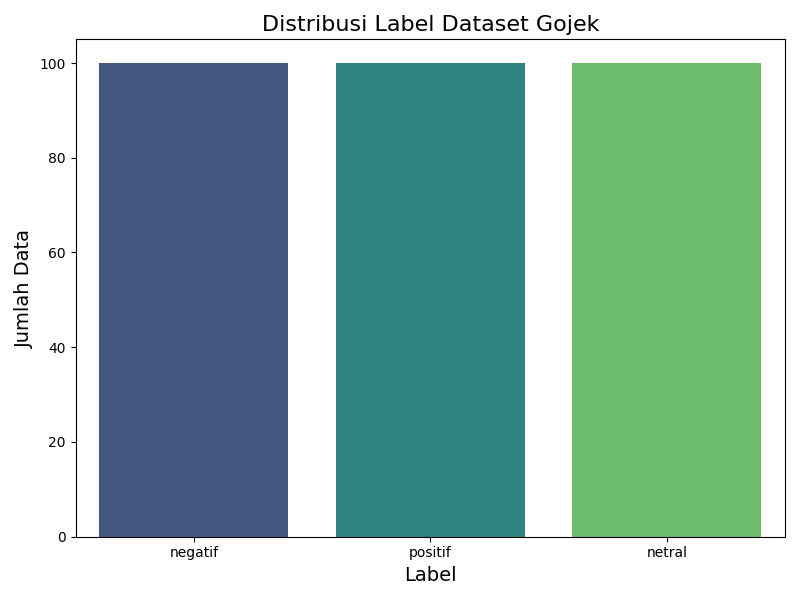 Distribusi Label Dataset Gojek
Jumlah Data
100
80
60
40
20
0
negatif positif netral
Label